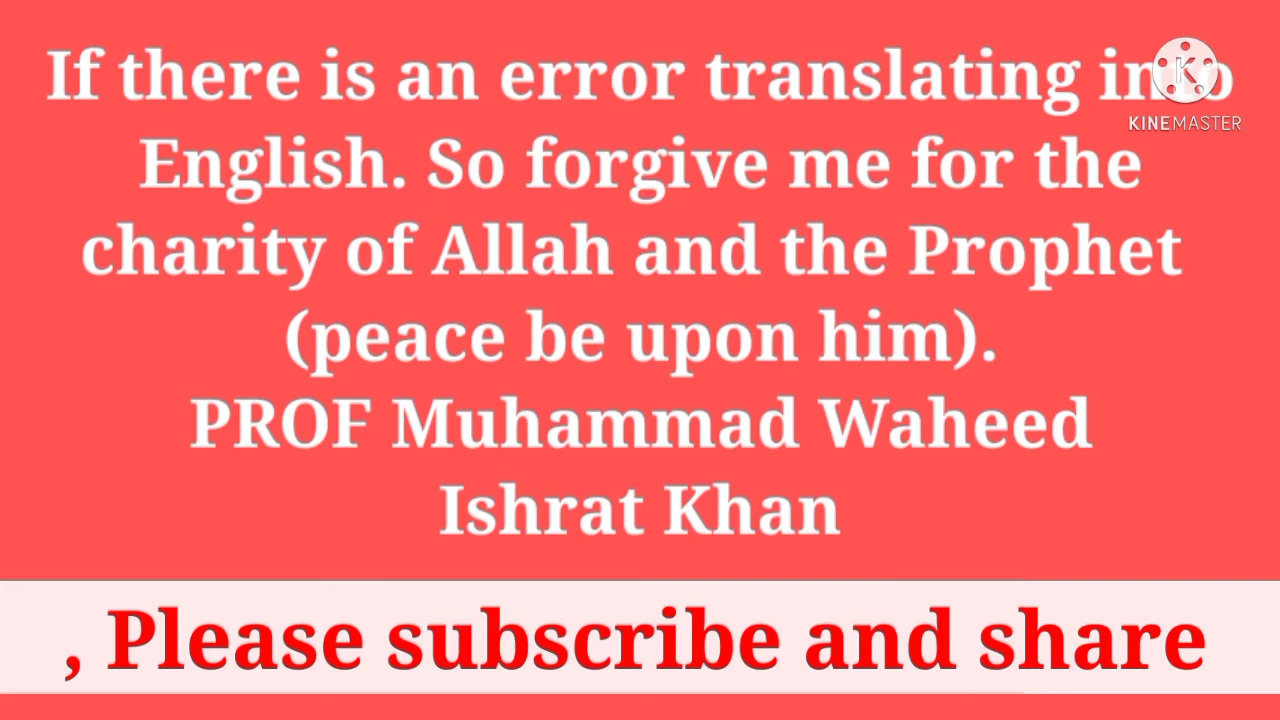 If there is an error translating into
English. So forgive me for the
charity of Allah and the Prophet
(peace be upon him).
PROF Muhammad Waheed
Ishrat Khan
, Please subscribe and share
K
KINEMASTER